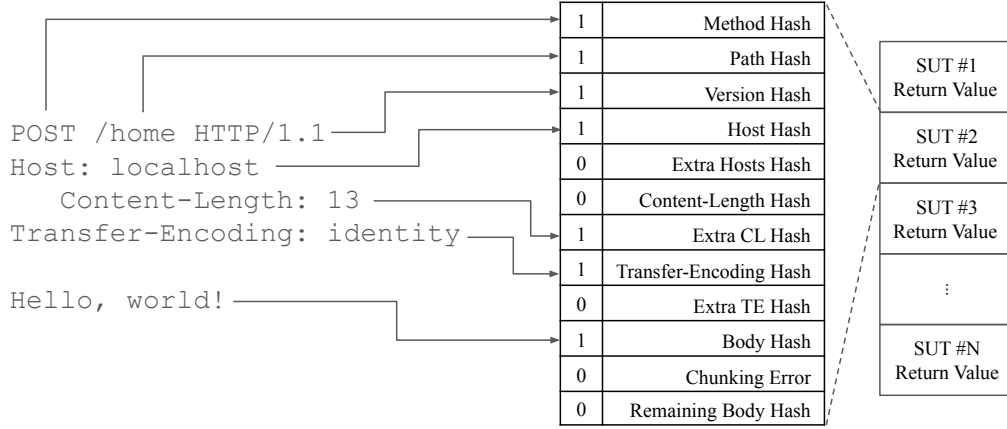 POST /home HTTP/1.1
Host: localhost
Content-Length: 13
Transfer-Encoding: identity
Hello, world!
1 Method Hash
1 Path Hash
1 Version Hash
1 Host Hash
0 Extra Hosts Hash
0 Content-Length Hash
1 Extra CL Hash
1 Transfer-Encoding Hash
0 Extra TE Hash
1 Body Hash
0 Chunking Error
0 Remaining Body Hash
SUT #1
Return Value
SUT #2
Return Value
SUT #3
Return Value
⋮
SUT #N
Return Value